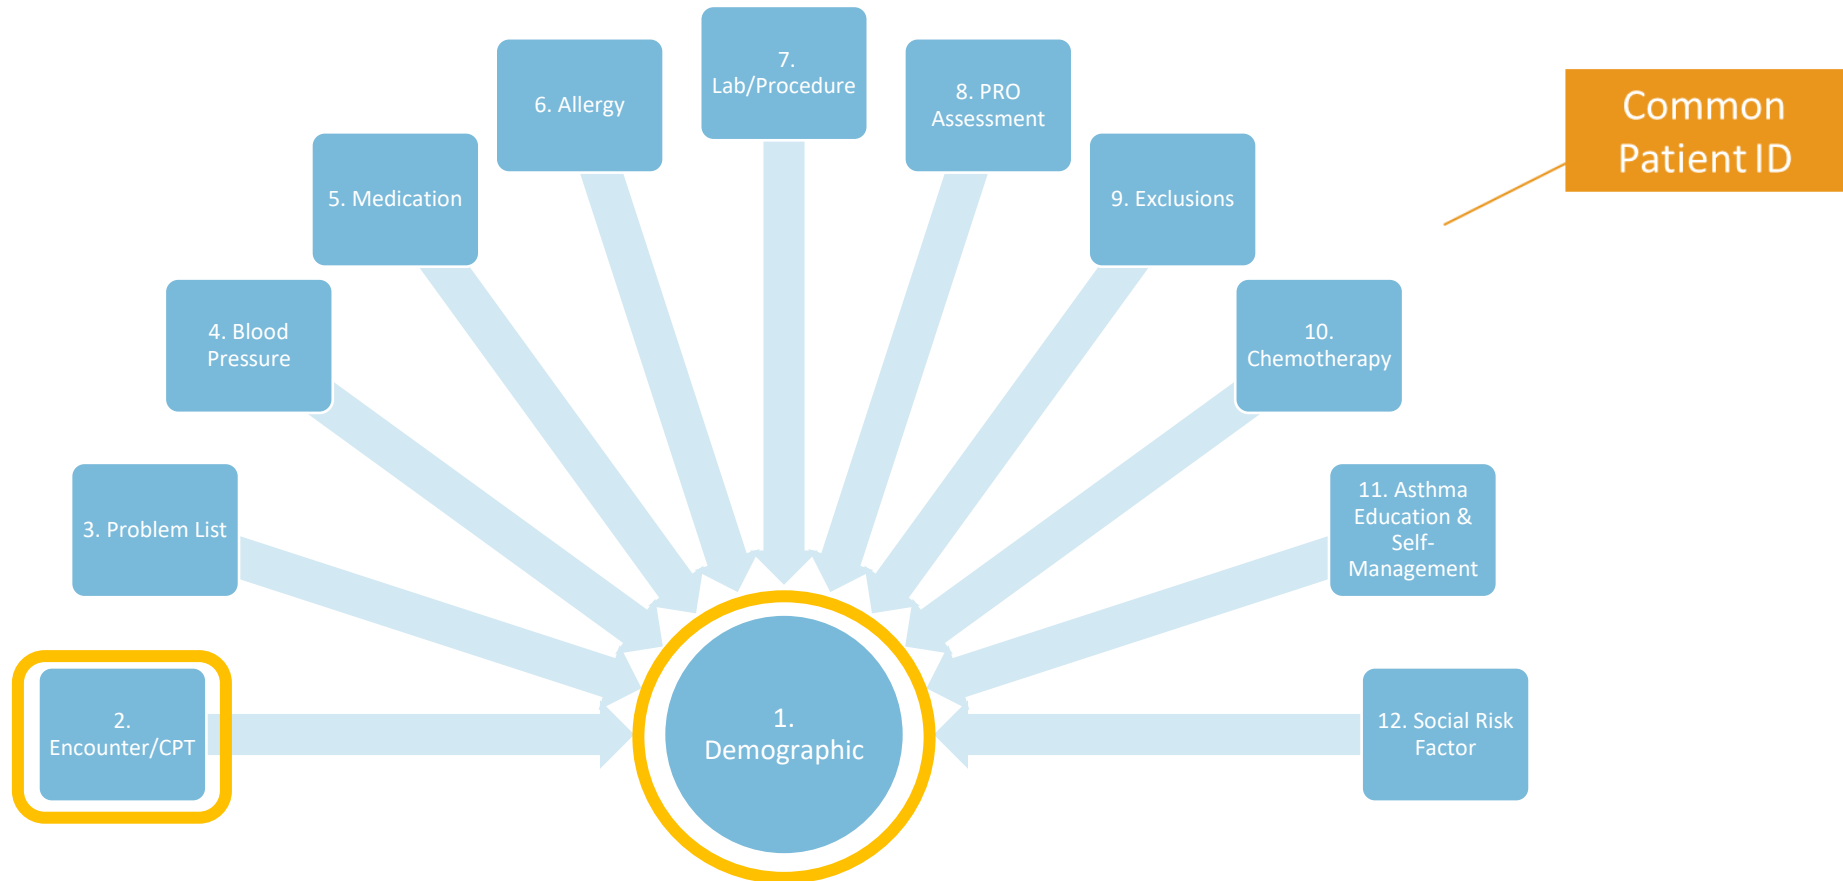 7.
Lab/Procedure
6. Allergy
8. PRO
Assessment
Common
Patient ID
5. Medication
9. Exclusions
4. Blood
Pressure
10.
Chemotherapy
3. Problem List
11. Asthma
Education &
Self-
Management
2.
Encounter/CPT
1.
Demographic
12. Social Risk
Factor